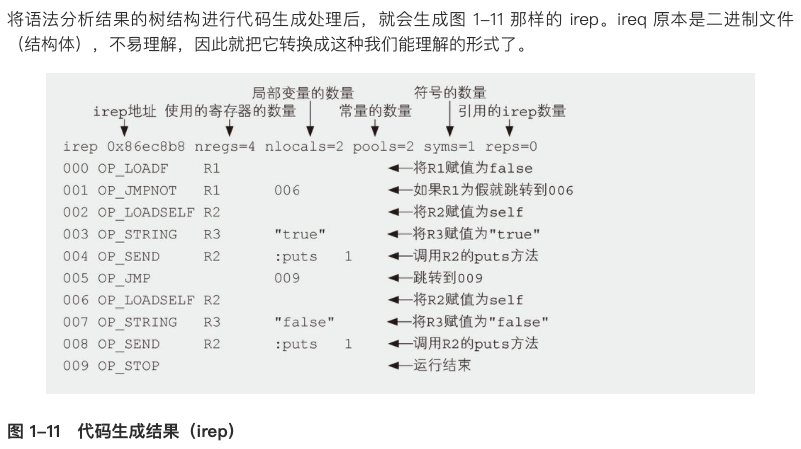 将语法分析结果的树结构进行代码生成处理后，就会生成图 1–11 那样的 irep。ireq 原本是二进制文件
（结构体），不易理解，因此就把它转换成这种我们能理解的形式了。
局部变量的数量 符号的数量
irep地址 使用的寄存器的数量 常量的数量 引用的irep数量
irep 0x86ec8b8 nregs=4 nlocals=2 pools=2 syms=1 reps=0
000 OP_LOADF R1 将R1赋值为false
001 OP_JMPNOT R1 006 如果R1为假就跳转到006
002 OP_LOADSELF R2 将R2赋值为self
003 OP_STRING R3 "true" 将R3赋值为"true"
004 OP_SEND R2 :puts 1 调用R2的puts方法
005 OP_JMP 009 跳转到009
006 OP_LOADSELF R2 将R2赋值为self
007 OP_STRING R3 "false" 将R3赋值为"false"
008 OP_SEND R2 :puts 1 调用R2的puts方法
009 OP_STOP 运行结束
图 1–11 代码生成结果（irep）